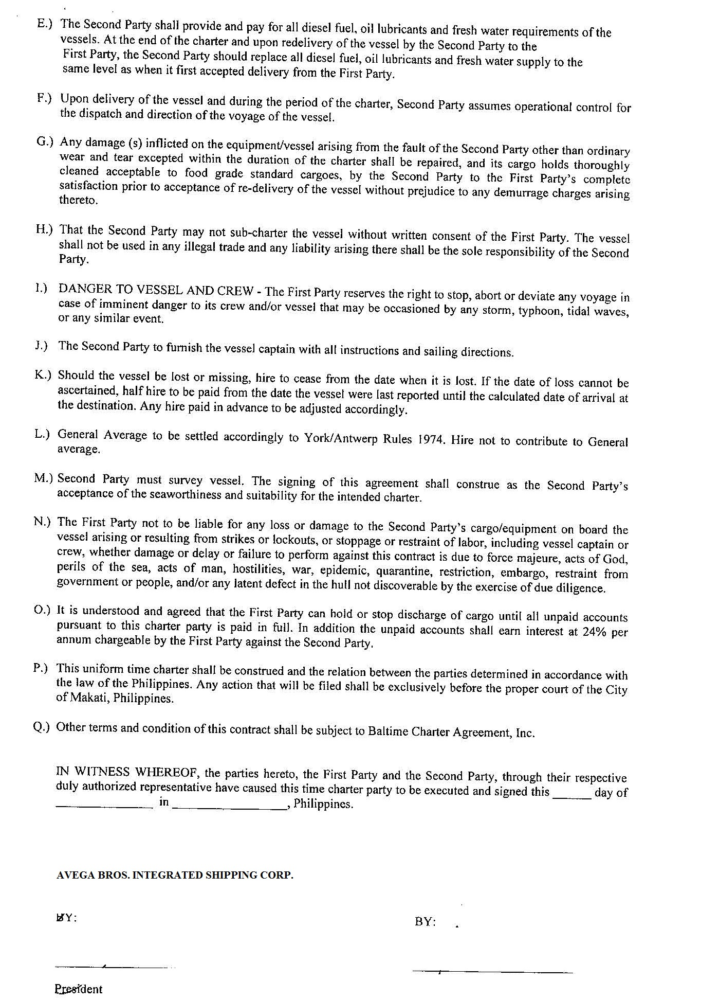 E.) The Second Party shall provide and pay for all diesel fuel, oil lubricants and fresh water requirements of the
vessels. At the end of the charter and upon redelivery of the vessel by the Second Party to the
First Party, the Second Party should replace all diesel fuel, oil lubricants and fresh water supply to the
same level as when it first accepted delivery from the First Party.
F.) Upon delivery of the vessel and during the period of the charter, Second Party assumes operational control for
the dispatch and direction of the voyage of the vessel.
G.) Any damage (s) inflicted on the equipment/vessel arising from the fault of the Second Party other than ordinary
wear and tear excepted within the duration of the charter shall be repaired, and its cargo holds thoroughly
cleaned acceptable to food grade standard cargoes, by the Second Party to the First Party's complete
satisfaction prior to acceptance of re-delivery of the vessel without prejudice to any demurrage charges arising
thereto.
H.) That the Second Party may not sub-charter the vessel without written consent of the First Party. The vessel
shall not be used in any illegal trade and any liability arising there shall be the sole responsibility of the Second
Party.
I.) DANGER TO VESSEL AND CREW - The First Party reserves the right to stop, abort or deviate any voyage in
case of imminent danger to its crew and/or vessel that may be occasioned by any storm, typhoon, tidal waves,
or any similar event.
J.) The Second Party to furnish the vessel captain with all instructions and sailing directions.
K.) Should the vessel be lost or missing, hire to cease from the date when it is lost. If the date of loss cannot be
ascertained, half hire to be paid from the date the vessel were last reported until the calculated date of arrival at
the destination. Any hire paid in advance to be adjusted accordingly.
L.) General Average to be settled accordingly to York/Antwerp Rules 1974. Hire not to contribute to General
average.
M.) Second Party must survey vessel. The signing of this agreement shall construe as the Second Party's
acceptance of the seaworthiness and suitability for the intended charter.
N.) The First Party not to be liable for any loss or damage to the Second Party's cargo/equipment on board the
vessel arising or resulting from strikes or lockouts, or stoppage or restraint of labor, including vessel captain or
crew, whether damage or delay or failure to perform against this contract is due to force majeure, acts of God,
perils of the sea, acts of man, hostilities, war, epidemic, quarantine, restriction, embargo, restraint from
government or people, and/or any latent defect in the hull not discoverable by the exercise of due diligence.
O.) It is understood and agreed that the First Party can hold or stop discharge of cargo until all unpaid accounts
pursuant to this charter party is paid in full. In addition the unpaid accounts shall earn interest at 24% per
annum chargeable by the First Party against the Second Party.
P.) This uniform time charter shall be construed and the relation between the parties determined in accordance with
the law of the Philippines. Any action that will be filed shall be exclusively before the proper court of the City
of Makati, Philippines.
Q.) Other terms and condition of this contract shall be subject to Baltime Charter Agreement, Inc.
IN WITNESS WHEREOF, the parties hereto, the First Party and the Second Party, through their respective
duly authorized representative have caused this time charter party to be executed and signed this ______ day of
________________ in ___________________, Philippines.
AVEGA BROS. INTEGRATED SHIPPING CORP.
BY:
BY:
President